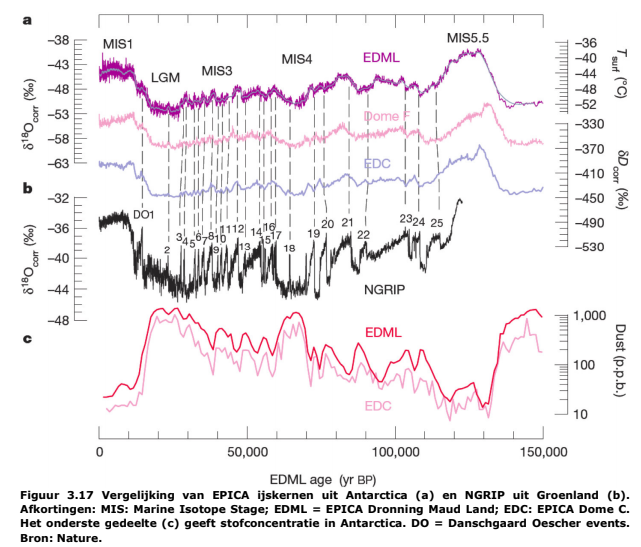 a
−38
−43
−48
−53
−58
−63
δ¹⁸Ocorr (‰)
MIS1
LGM
MIS3
MIS4
MIS5.5
EDML
Dome F
EDC
−36
−40
−44
−48
−52
Tsurf (°C)
−330
−370
−410
−450
−490
−530
δDcorr (‰)
b
−32
−36
−40
−44
−48
δ¹⁸Ocorr (‰)
DO1
2
3
4
5
6
7
8
9
10
11
12
13
14
15
16
17
18
19
20
21
22
23
24
25
NGRIP
c
EDML
EDC
1,000
100
10
Dust (p.p.b.)
0
50,000
100,000
150,000
EDML age (yr BP)
Figuur 3.17 Vergelijking van EPICA ijskernen uit Antarctica (a) en NGRIP uit Groenland (b).
Afkortingen: MIS: Marine Isotope Stage; EDML = EPICA Dronning Maud Land; EDC: EPICA Dome C.
Het onderste gedeelte (c) geeft stofconcentratie in Antarctica. DO = Danschgaard Oescher events.
Bron: Nature.